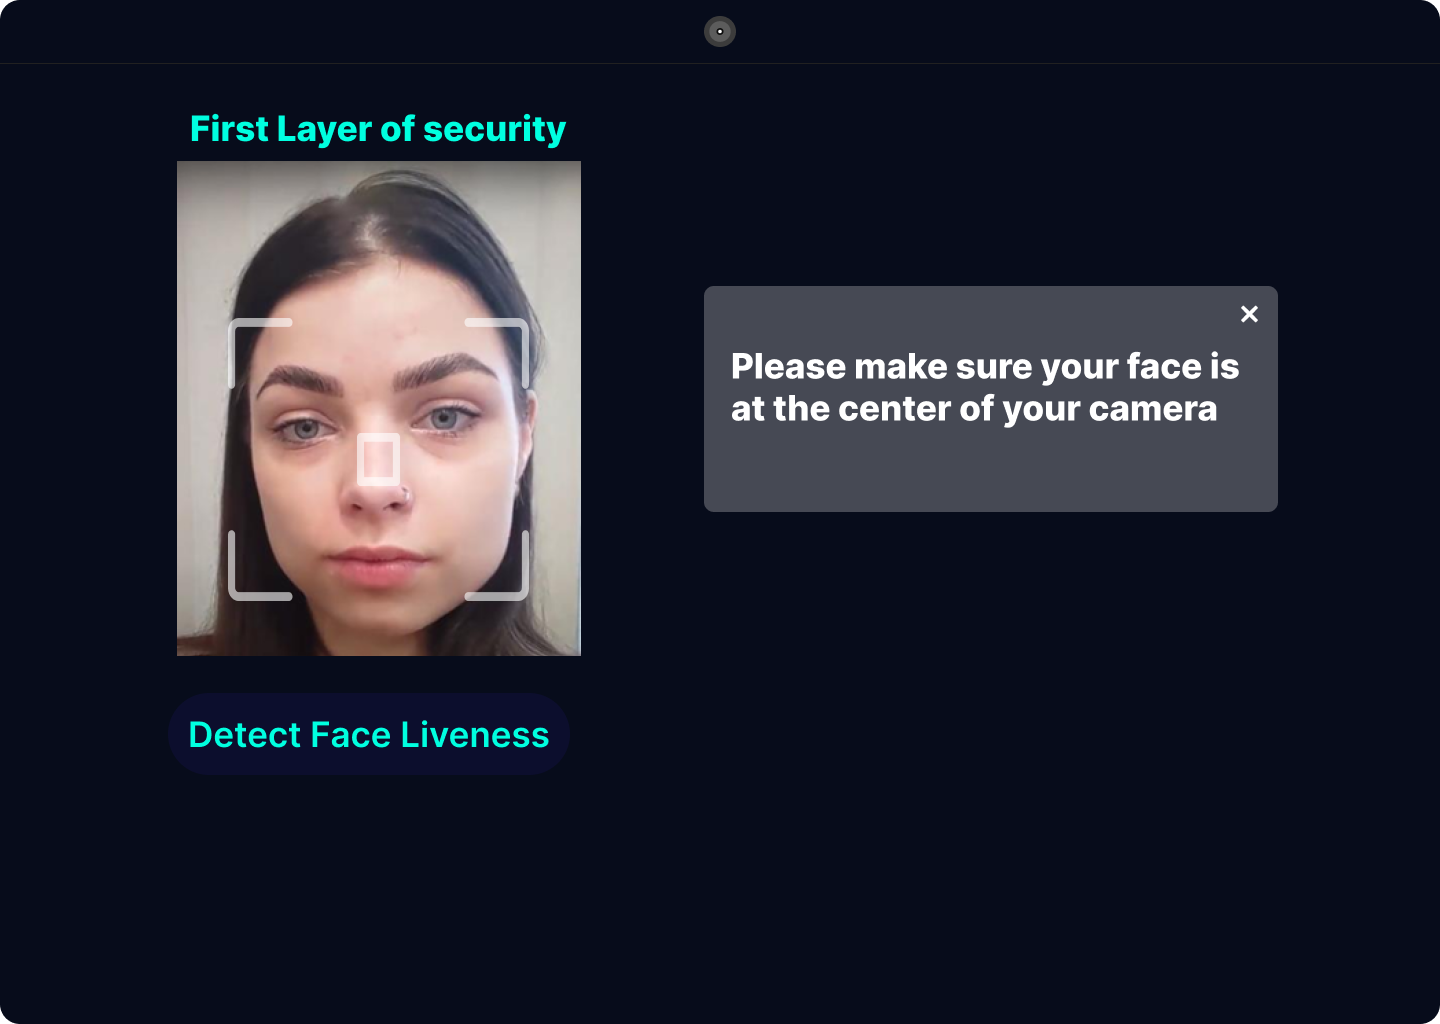 First Layer of security
Please make sure your face is
at the center of your camera
Detect Face Liveness